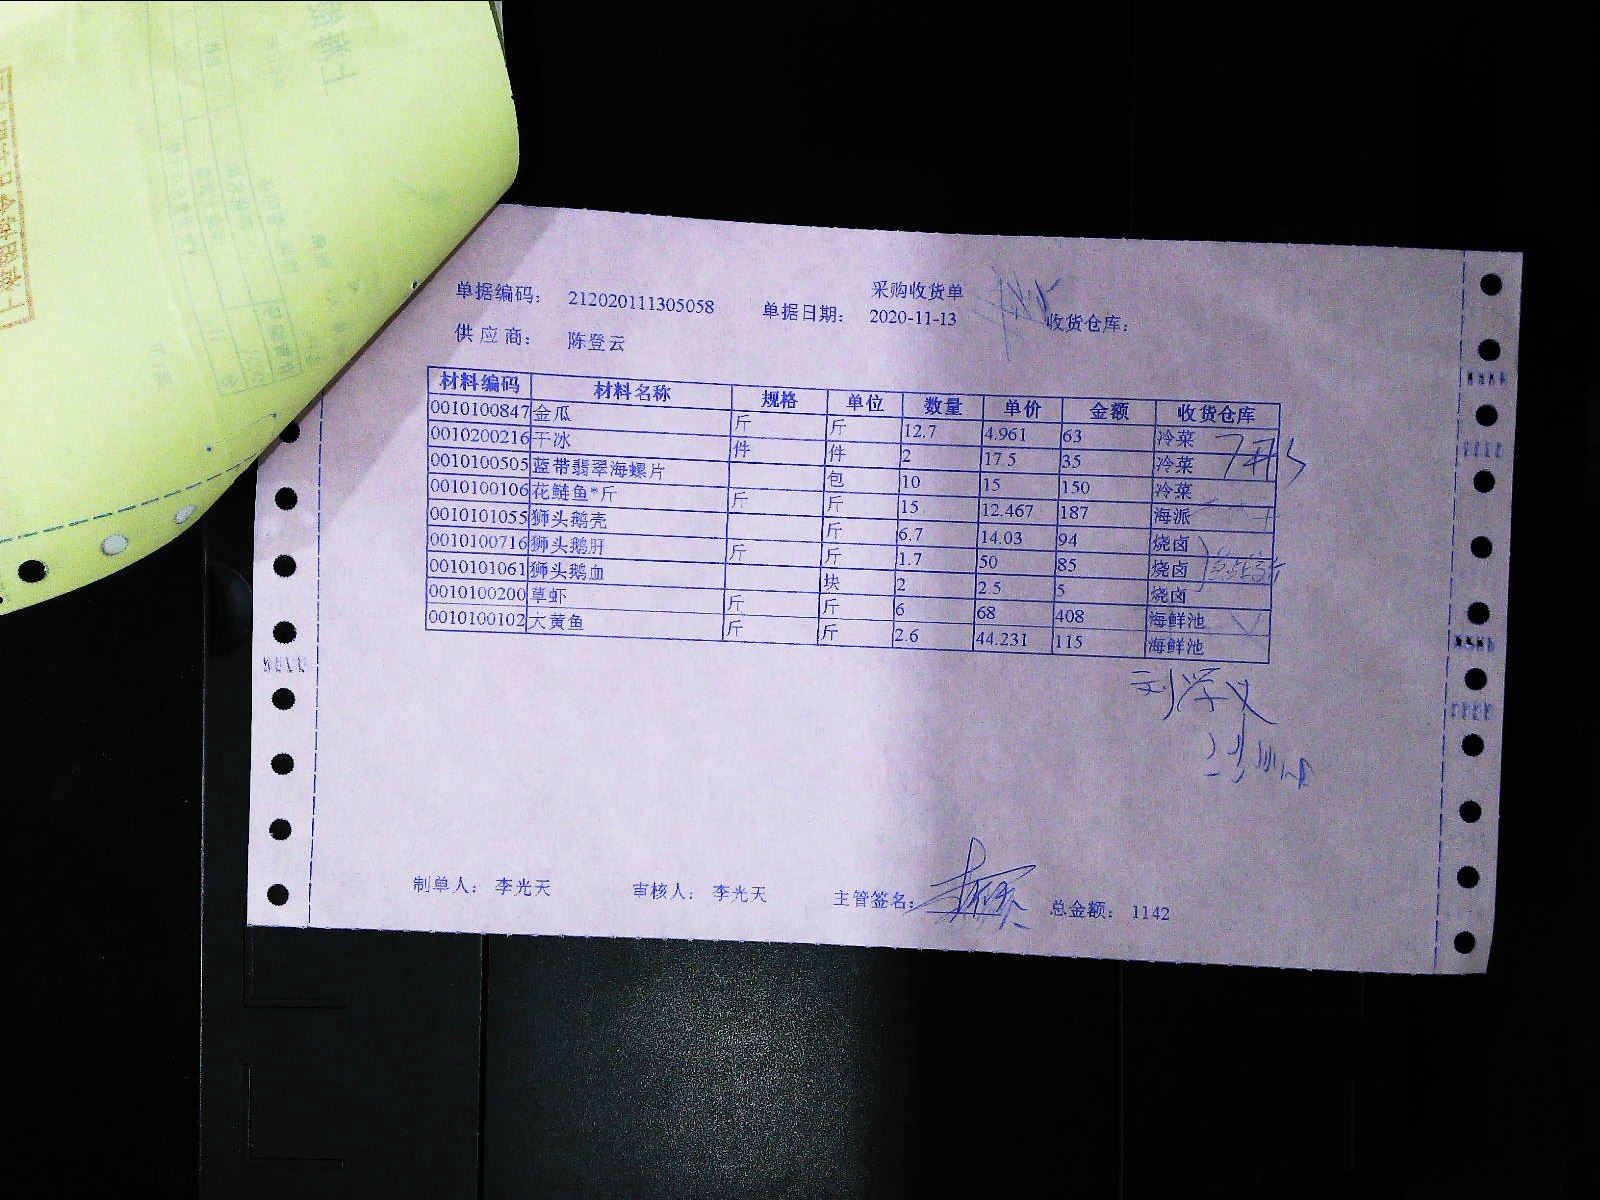 采购收货单
单据编码： 212020111305058 单据日期： 2020-11-13 收货仓库：
供应商： 陈登云
材料编码 材料名称 规格 单位 数量 单价 金额 收货仓库
0010100847 金瓜 斤 斤 12.7 4.961 63 冷菜
0010200216 干冰 件 件 2 17.5 35 冷菜
0010100505 蓝带翡翠海螺片 包 10 15 150 冷菜
0010100106 花鲢鱼*斤 斤 斤 15 12.467 187 海派
0010101055 狮头鹅壳 斤 6.7 14.03 94 烧卤
0010100716 狮头鹅肝 斤 斤 1.7 50 85 烧卤
0010101061 狮头鹅血 块 2 2.5 5 烧卤
0010100200 草虾 斤 斤 6 68 408 海鲜池
0010100102 大黄鱼 斤 斤 2.6 44.231 115 海鲜池
制单人： 李光天 审核人： 李光天 主管签名： 总金额： 1142